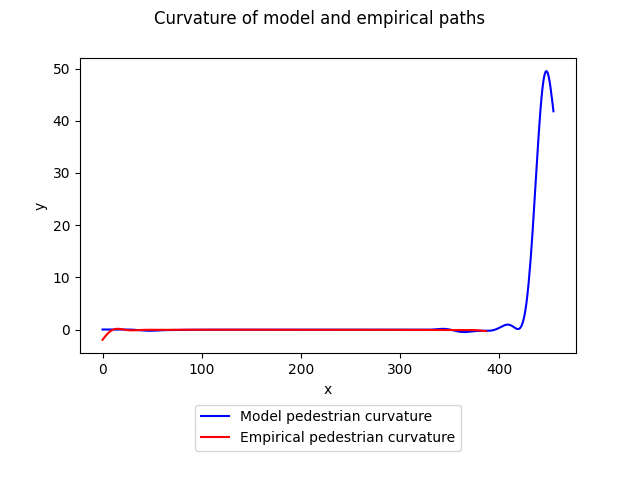 Curvature of model and empirical paths
50
40
30
20
10
0
y
0 100 200 300 400
x
Model pedestrian curvature
Empirical pedestrian curvature